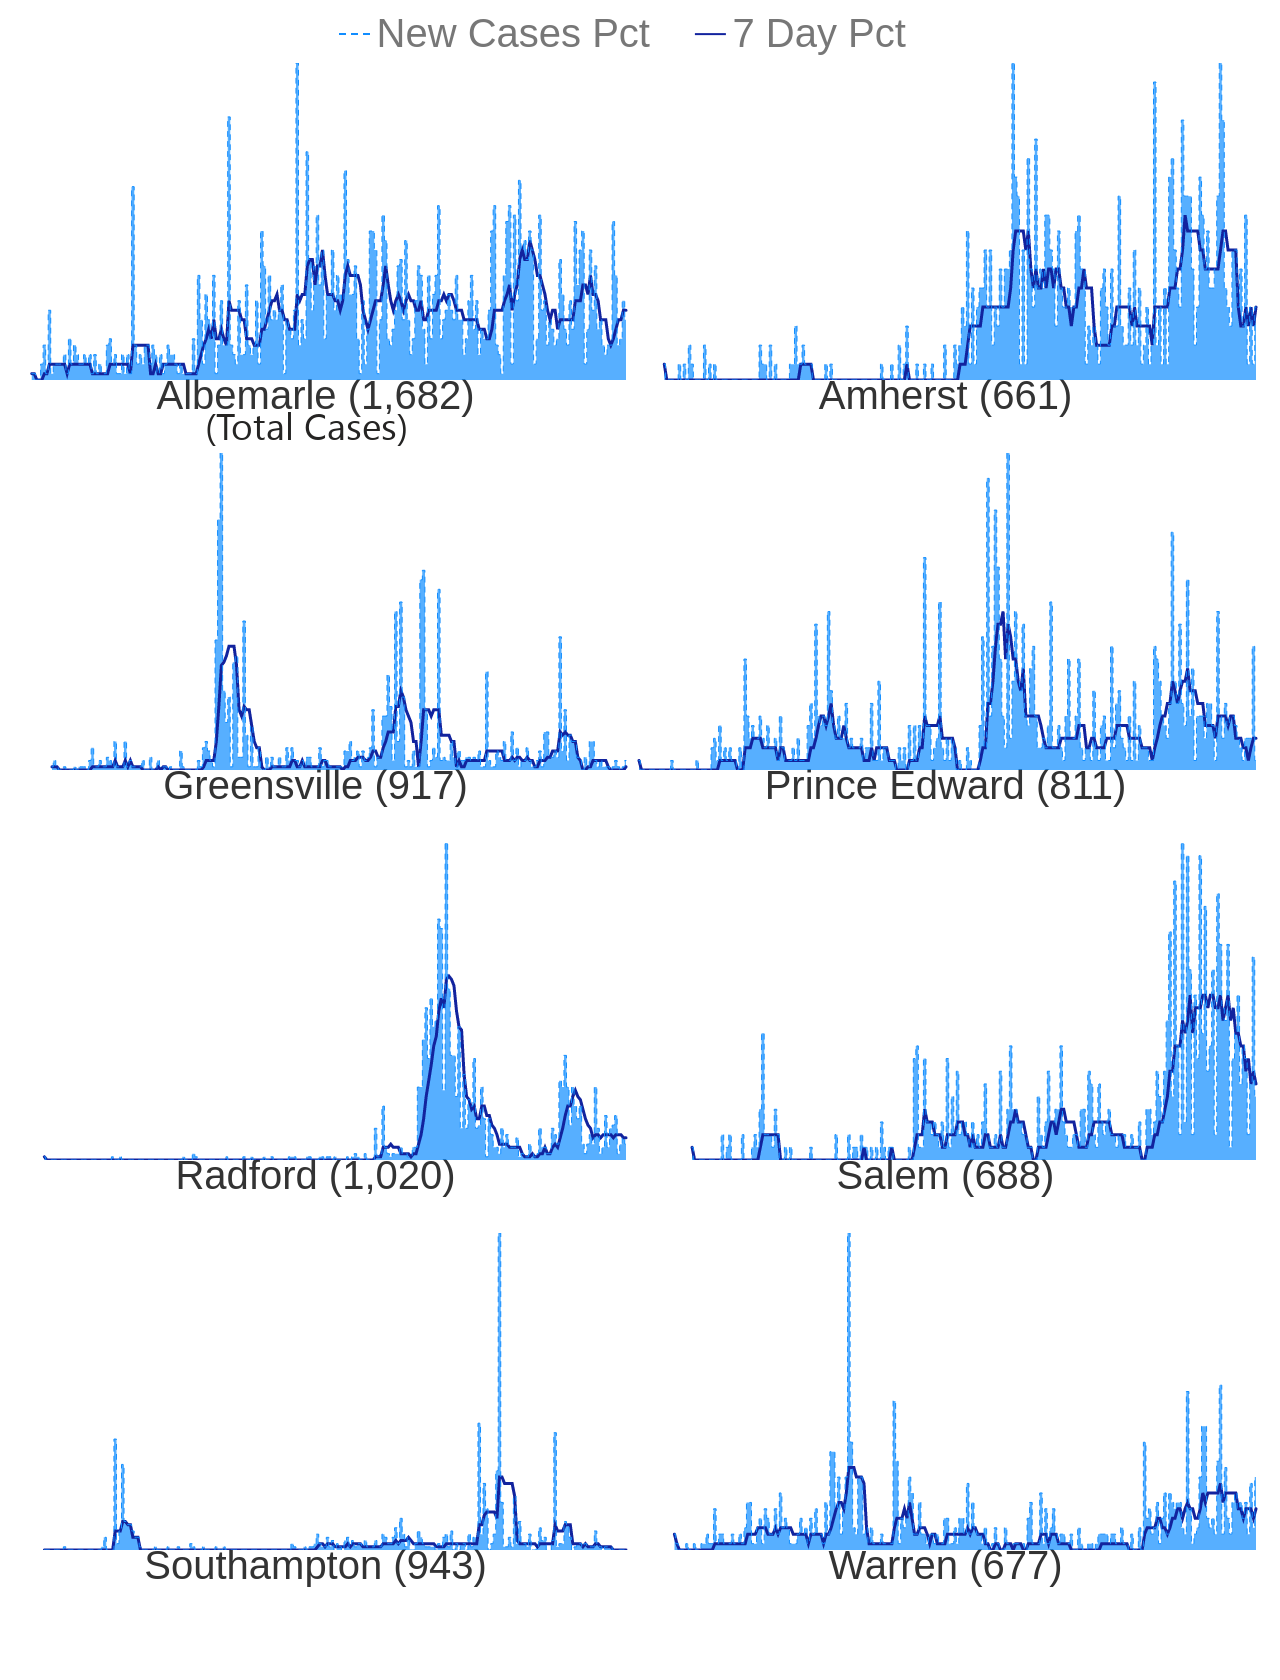 New Cases Pct 7 Day Pct
Albemarle (1,682) Amherst (661)
(Total Cases)
Greensville (917) Prince Edward (811)
Radford (1,020) Salem (688)
Southampton (943) Warren (677)